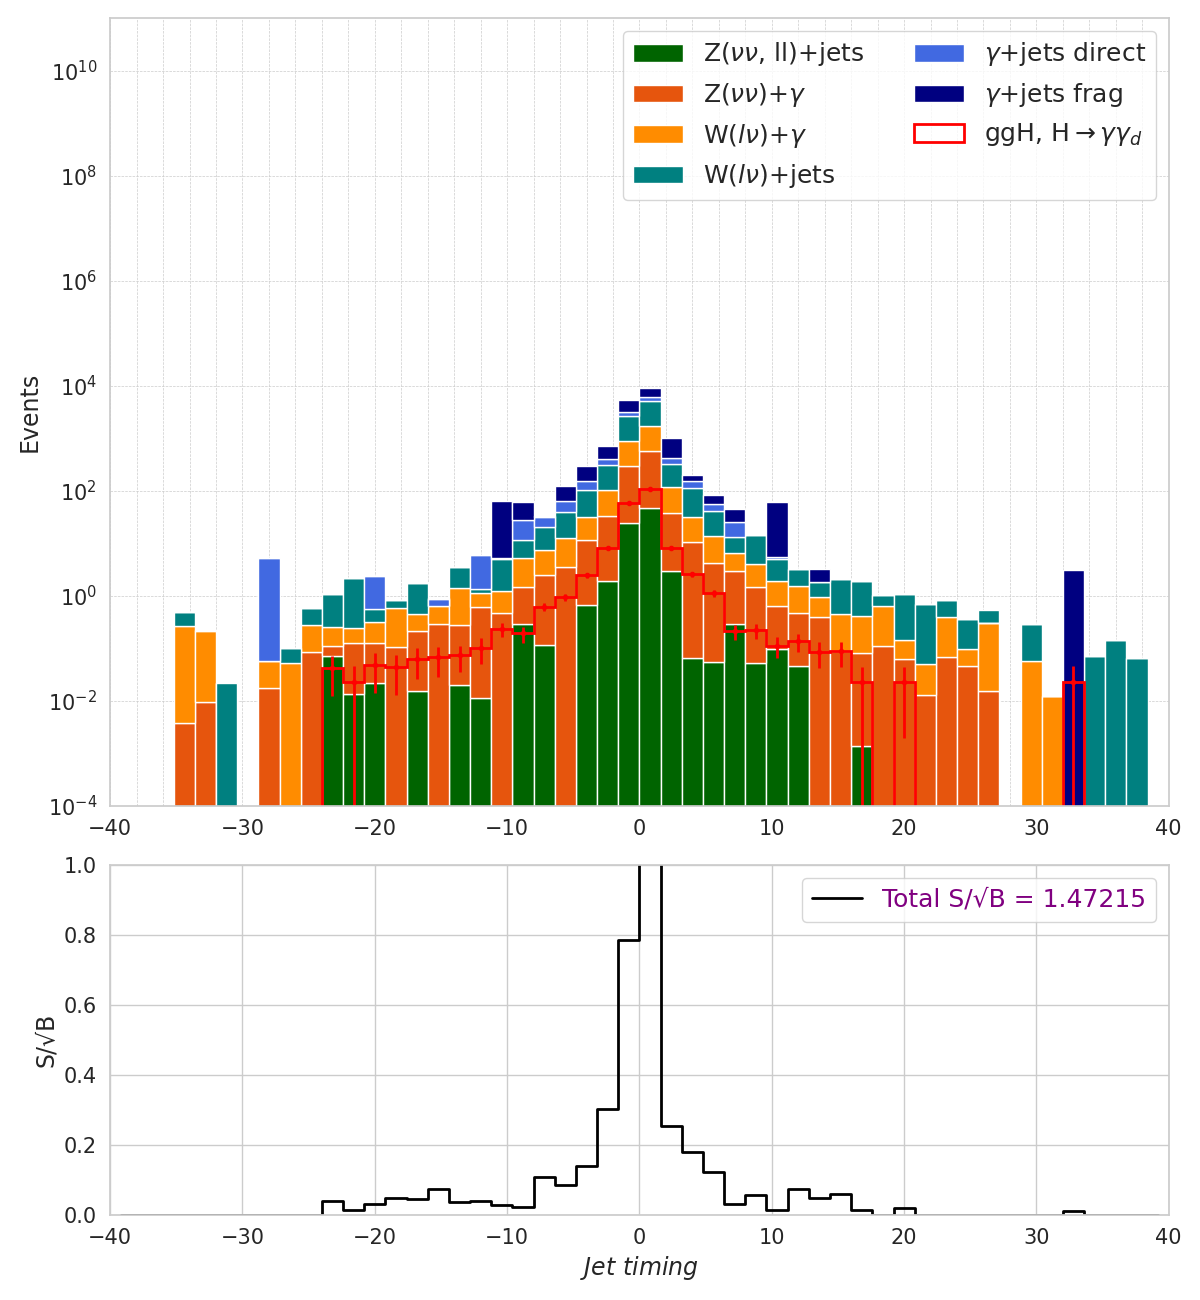 Z(νν, ll)+jets
Z(νν)+γ
W(lν)+γ
W(lν)+jets
γ+jets direct
γ+jets frag
ggH, H→γγ_d
Events
10^10
10^8
10^6
10^4
10^2
10^0
10^−2
10^−4
−40 −30 −20 −10 0 10 20 30 40
Total S/√B = 1.47215
S/√B
1.0
0.8
0.6
0.4
0.2
0.0
−40 −30 −20 −10 0 10 20 30 40
Jet timing